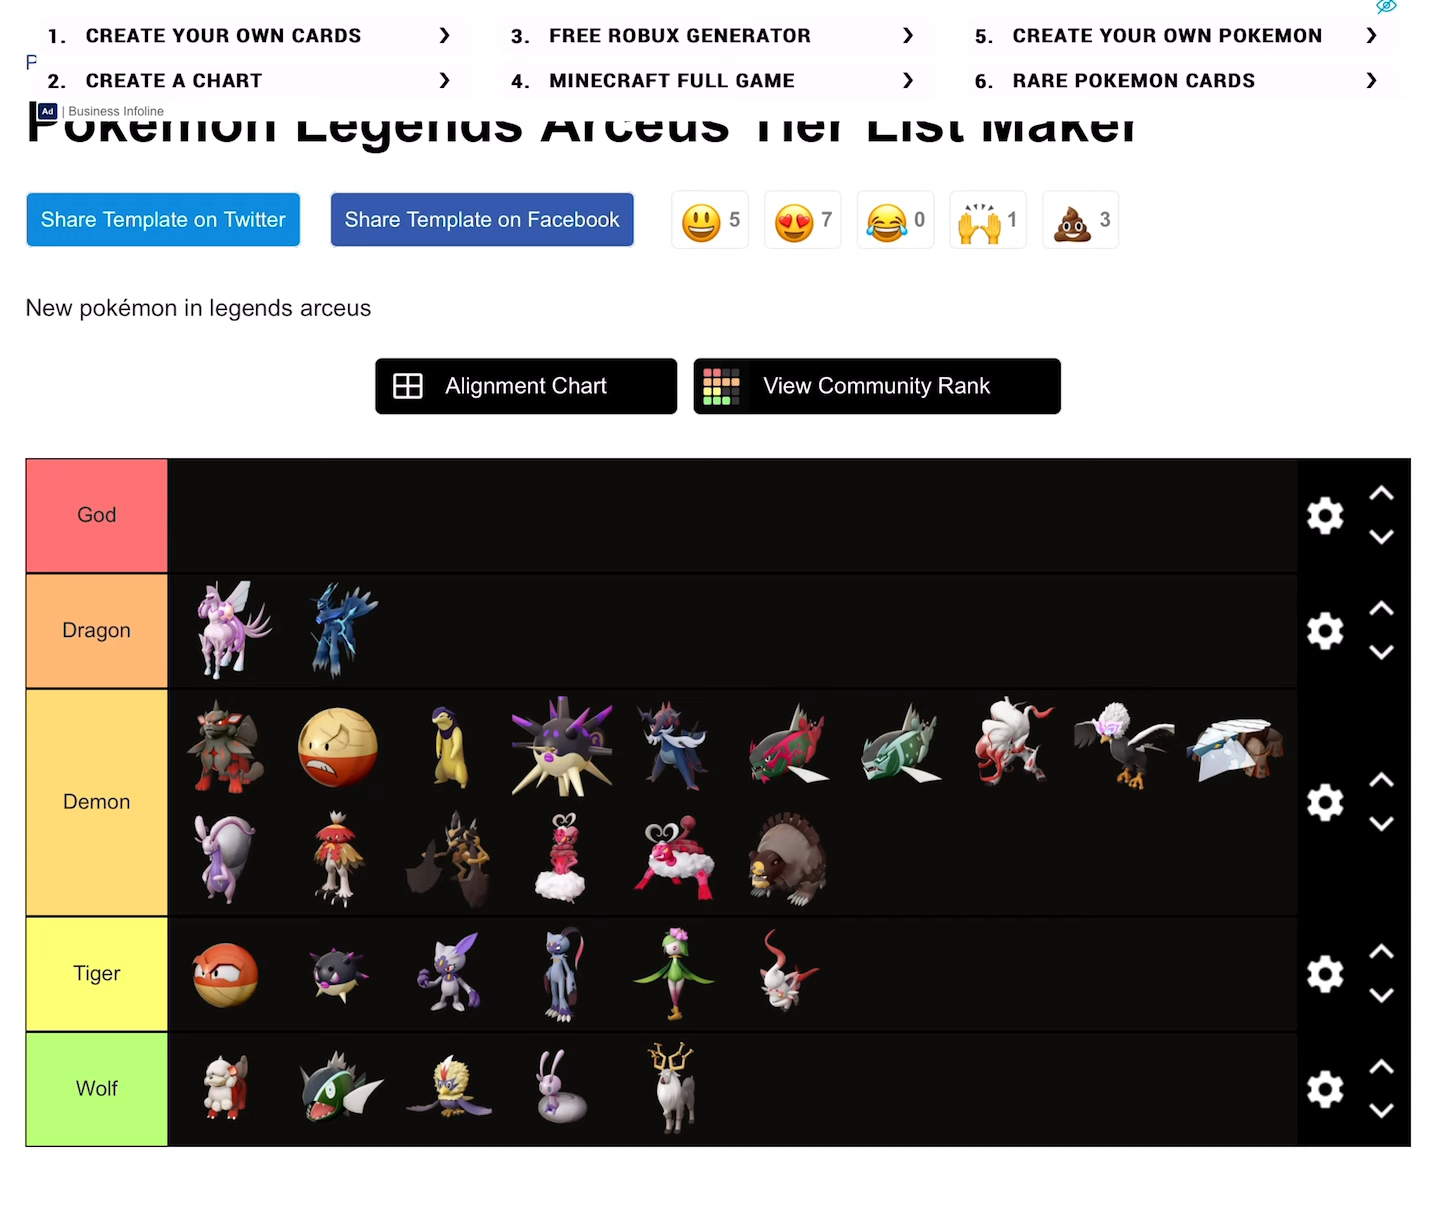 1. CREATE YOUR OWN CARDS
3. FREE ROBUX GENERATOR
5. CREATE YOUR OWN POKEMON
2. CREATE A CHART
4. MINECRAFT FULL GAME
6. RARE POKEMON CARDS
Ad | Business Infoline
Pokémon Legends Arceus Tier List Maker
Share Template on Twitter
Share Template on Facebook
5
7
0
1
3
New pokémon in legends arceus
Alignment Chart
View Community Rank
God
Dragon
Demon
Tiger
Wolf